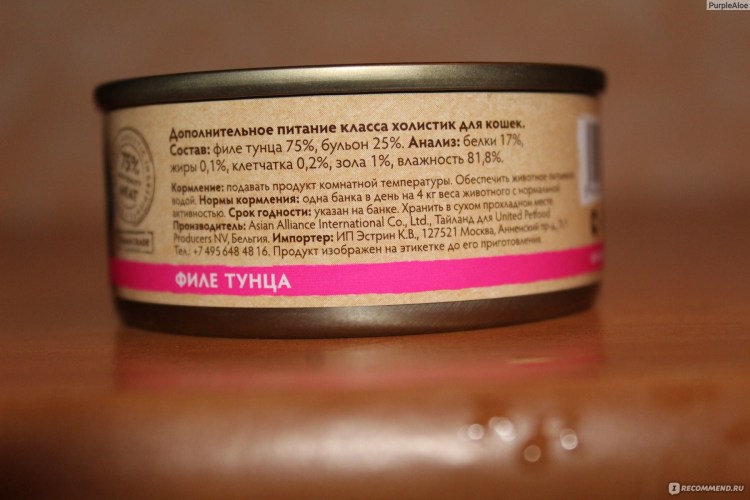 PurpleAloe
Дополнительное питание класса холистик для кошек.
Состав: филе тунца 75%, бульон 25%. Анализ: белки 17%,
жиры 0,1%, клетчатка 0,2%, зола 1%, влажность 81,8%.
Кормление: подавать продукт комнатной температуры. Обеспечить животное питьевой
водой. Нормы кормления: одна банка в день на 4 кг веса животного с нормальной
активностью. Срок годности: указан на банке. Хранить в сухом прохладном месте.
Производитель: Asian Alliance International Co., Ltd., Тайланд для United Petfood
Producers NV, Бельгия. Импортер: ИП Эстрин К.В., 127521 Москва, Анненский пр-д,
Тел.: +7 495 648 48 16. Продукт изображен на этикетке до его приготовления.
75%
MEAT
ФИЛЕ ТУНЦА
IRECOMMEND.RU